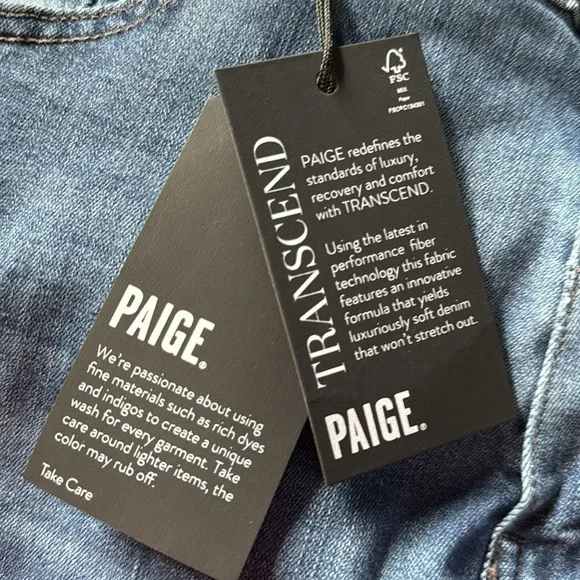 FSC
MIX
Paper
TRANSCEND
PAIGE redefines the
standards of luxury,
recovery and comfort
with TRANSCEND.
Using the latest in
performance fiber
technology this fabric
features an innovative
formula that yields
luxuriously soft denim
that won't stretch out.
PAIGE.
PAIGE.
We're passionate about using
fine materials such as rich dyes
and indigos to create a unique
wash for every garment. Take
care around lighter items, the
color may rub off.
Take Care